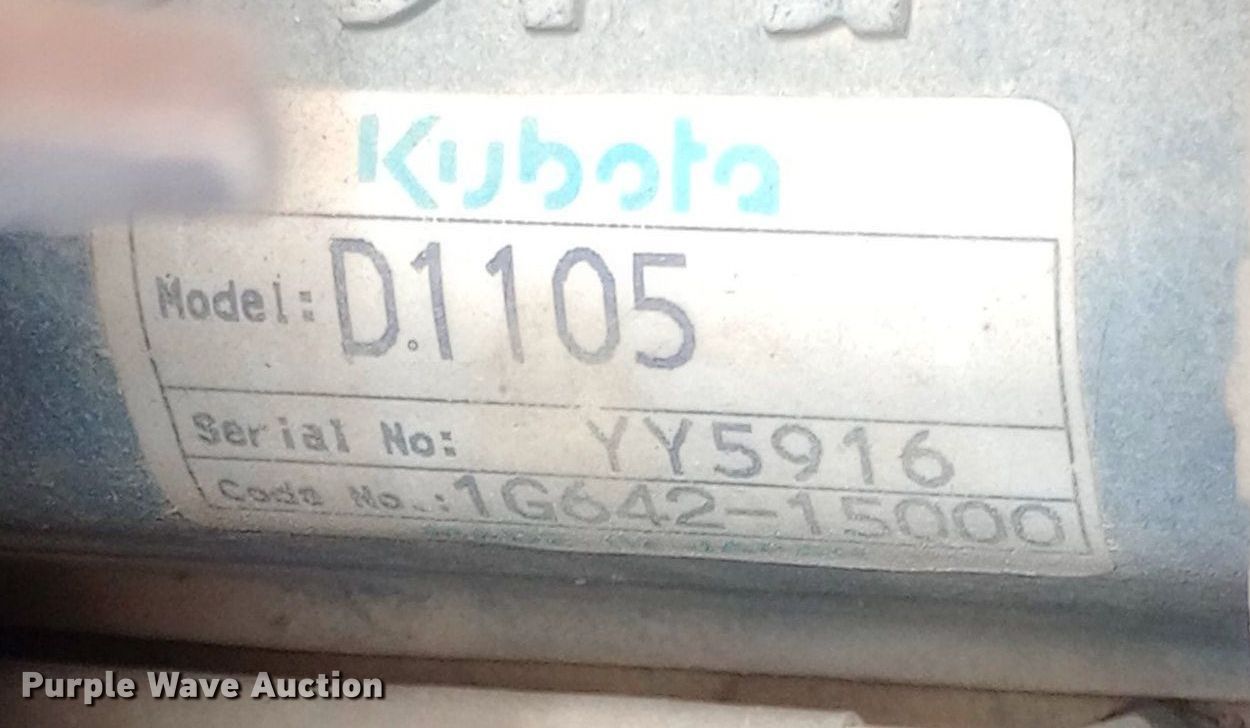 Kubota
Model: D1105
Serial No: YY5916
Code No.: 1G642-15000
Purple Wave Auction